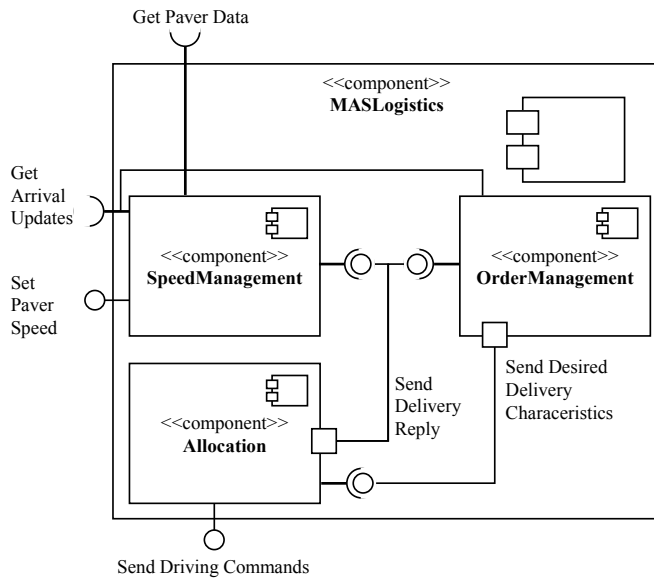 Get Paver Data
<<component>>
MASLogistics
Get
Arrival
Updates
<<component>>
SpeedManagement
<<component>>
OrderManagement
Set
Paver
Speed
Send
Delivery
Reply
Send Desired
Delivery
Characeristics
<<component>>
Allocation
Send Driving Commands